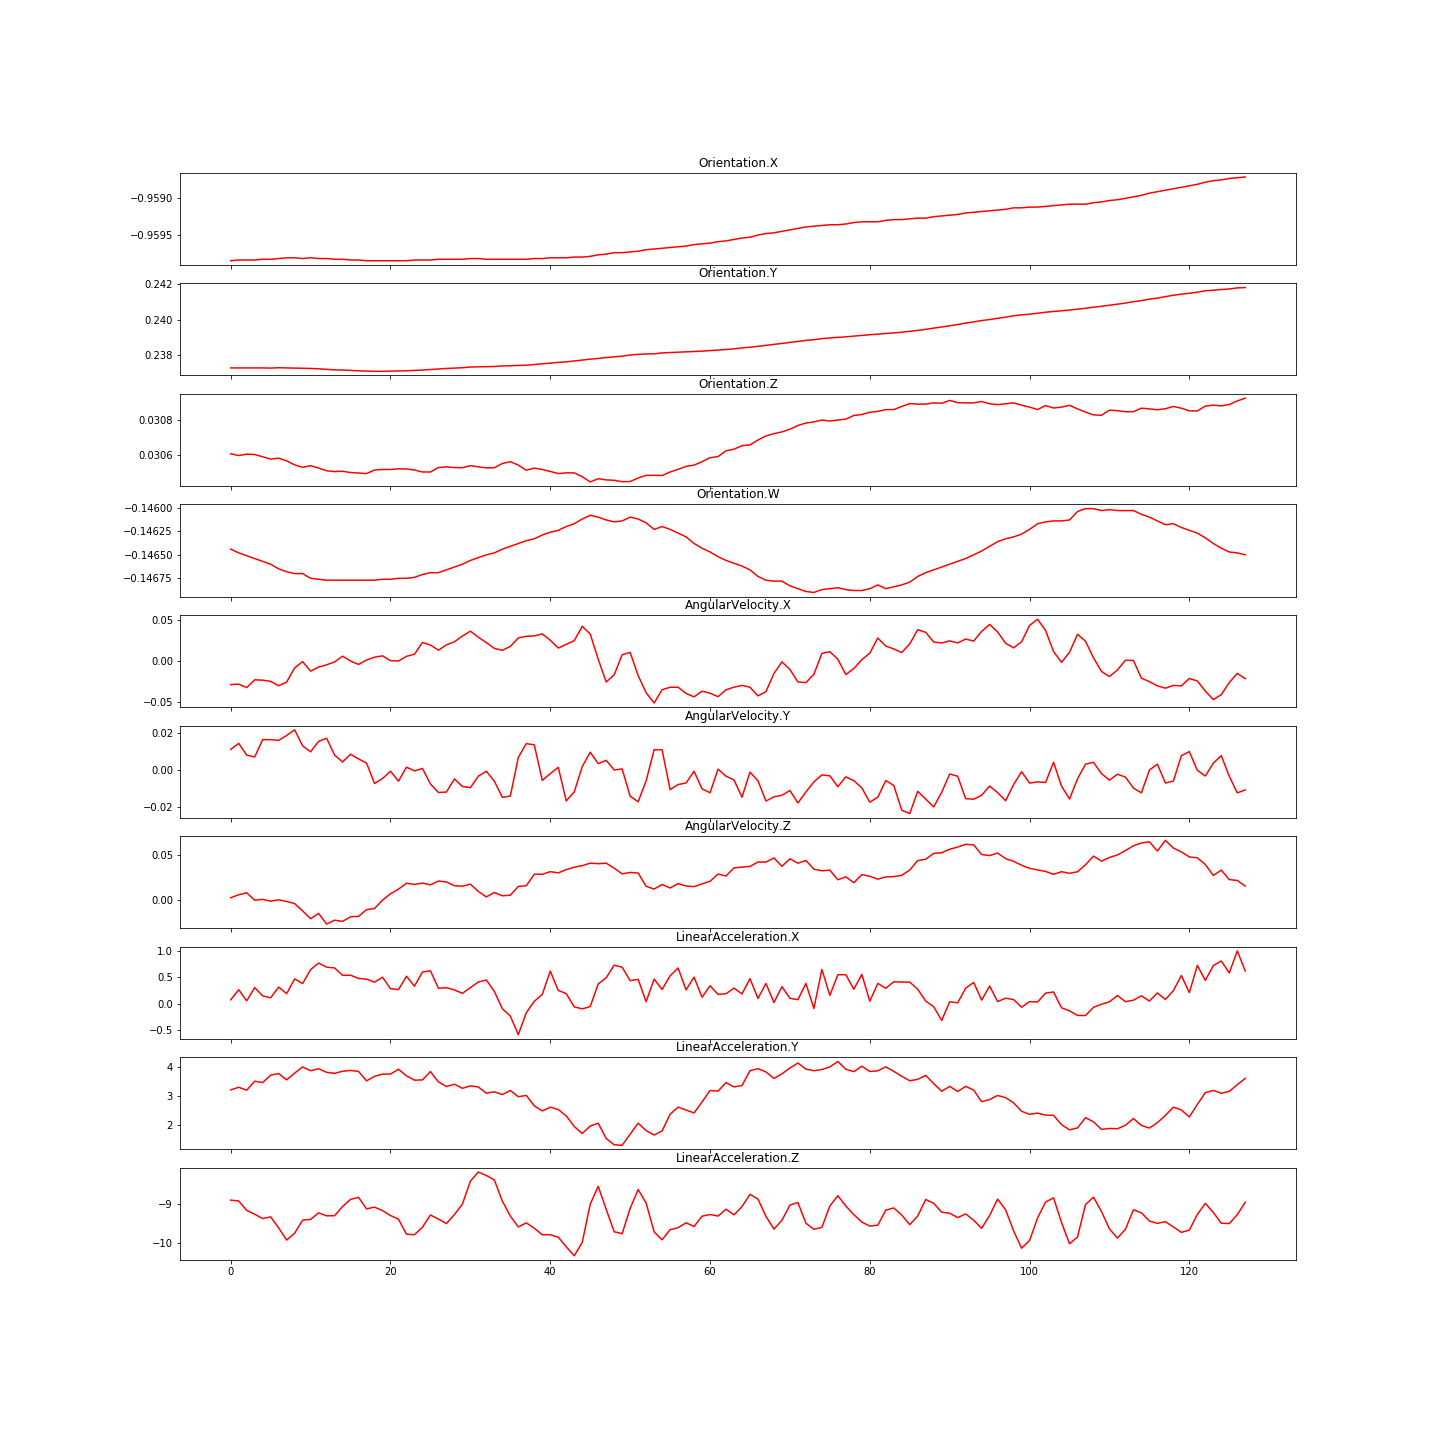 Orientation.X
−0.9590
−0.9595
Orientation.Y
0.242
0.240
0.238
Orientation.Z
0.0308
0.0306
Orientation.W
−0.14600
−0.14625
−0.14650
−0.14675
AngularVelocity.X
0.05
0.00
−0.05
AngularVelocity.Y
0.02
0.00
−0.02
AngularVelocity.Z
0.05
0.00
LinearAcceleration.X
1.0
0.5
0.0
−0.5
LinearAcceleration.Y
4
3
2
LinearAcceleration.Z
−9
−10
0 20 40 60 80 100 120